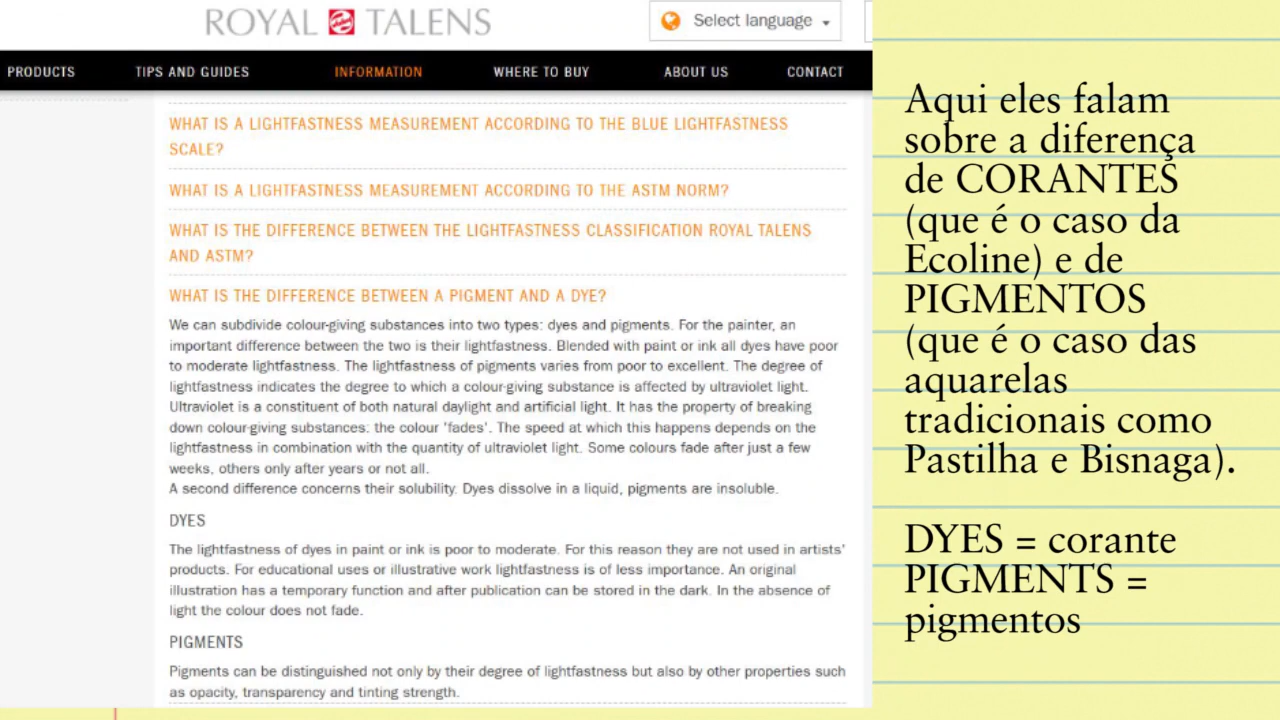 ROYAL TALENS
Select language
PRODUCTS TIPS AND GUIDES INFORMATION WHERE TO BUY ABOUT US CONTACT
WHAT IS A LIGHTFASTNESS MEASUREMENT ACCORDING TO THE BLUE LIGHTFASTNESS
SCALE?
WHAT IS A LIGHTFASTNESS MEASUREMENT ACCORDING TO THE ASTM NORM?
WHAT IS THE DIFFERENCE BETWEEN THE LIGHTFASTNESS CLASSIFICATION ROYAL TALENS
AND ASTM?
WHAT IS THE DIFFERENCE BETWEEN A PIGMENT AND A DYE?
We can subdivide colour-giving substances into two types: dyes and pigments. For the painter, an
important difference between the two is their lightfastness. Blended with paint or ink all dyes have poor
to moderate lightfastness. The lightfastness of pigments varies from poor to excellent. The degree of
lightfastness indicates the degree to which a colour-giving substance is affected by ultraviolet light.
Ultraviolet is a constituent of both natural daylight and artificial light. It has the property of breaking
down colour-giving substances: the colour 'fades'. The speed at which this happens depends on the
lightfastness in combination with the quantity of ultraviolet light. Some colours fade after just a few
weeks, others only after years or not all.
A second difference concerns their solubility. Dyes dissolve in a liquid, pigments are insoluble.
DYES
The lightfastness of dyes in paint or ink is poor to moderate. For this reason they are not used in artists'
products. For educational uses or illustrative work lightfastness is of less importance. An original
illustration has a temporary function and after publication can be stored in the dark. In the absence of
light the colour does not fade.
PIGMENTS
Pigments can be distinguished not only by their degree of lightfastness but also by other properties such
as opacity, transparency and tinting strength.
Aqui eles falam
sobre a diferença
de CORANTES
(que é o caso da
Ecoline) e de
PIGMENTOS
(que é o caso das
aquarelas
tradicionais como
Pastilha e Bisnaga).
DYES = corante
PIGMENTS =
pigmentos